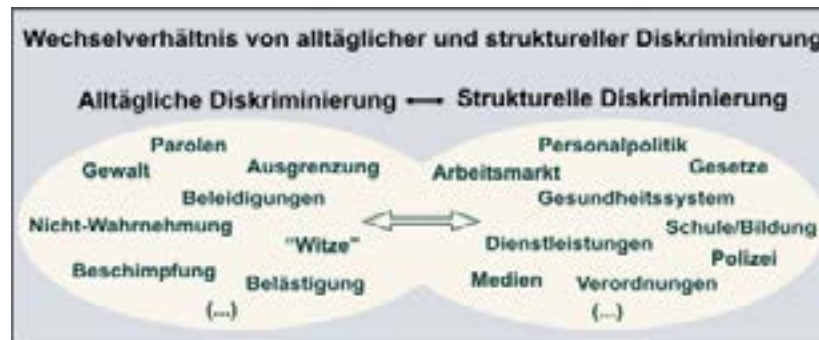 Wechselverhältnis von alltäglicher und struktureller Diskriminierung
Alltägliche Diskriminierung ⟷ Strukturelle Diskriminierung
Parolen
Gewalt
Ausgrenzung
Beleidigungen
Nicht-Wahrnehmung
"Witze"
Beschimpfung
Belästigung
(...)
Personalpolitik
Arbeitsmarkt
Gesetze
Gesundheitssystem
Schule/Bildung
Dienstleistungen
Polizei
Medien
Verordnungen
(...)